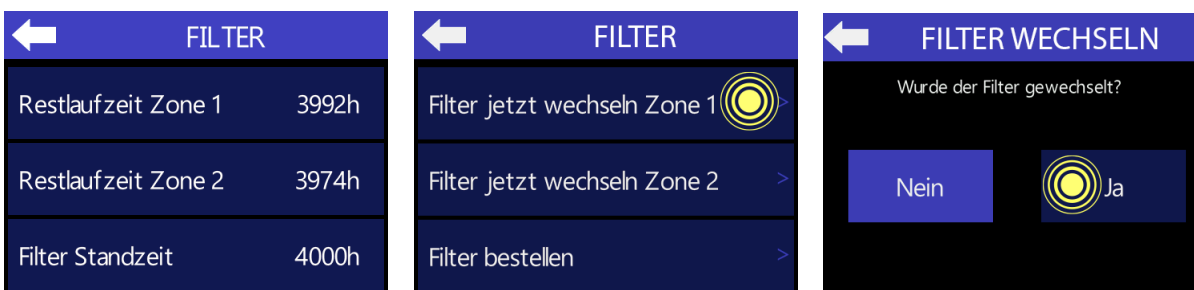 FILTER
Restlaufzeit Zone 1 3992h
Restlaufzeit Zone 2 3974h
Filter Standzeit 4000h
FILTER
Filter jetzt wechseln Zone 1 >
Filter jetzt wechseln Zone 2 >
Filter bestellen >
FILTER WECHSELN
Wurde der Filter gewechselt?
Nein Ja